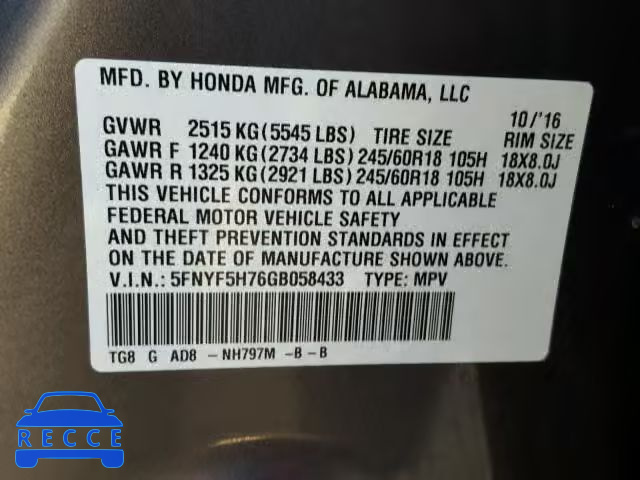 MFD. BY HONDA MFG. OF ALABAMA, LLC
10/'16
GVWR 2515 KG (5545 LBS) TIRE SIZE RIM SIZE
GAWR F 1240 KG (2734 LBS) 245/60R18 105H 18X8.0J
GAWR R 1325 KG (2921 LBS) 245/60R18 105H 18X8.0J
THIS VEHICLE CONFORMS TO ALL APPLICABLE
FEDERAL MOTOR VEHICLE SAFETY
AND THEFT PREVENTION STANDARDS IN EFFECT
ON THE DATE OF MANUFACTURE SHOWN ABOVE.
V.I.N.: 5FNYF5H76GB058433 TYPE: MPV
TG8 G AD8 - NH797M -B - B
RECCE